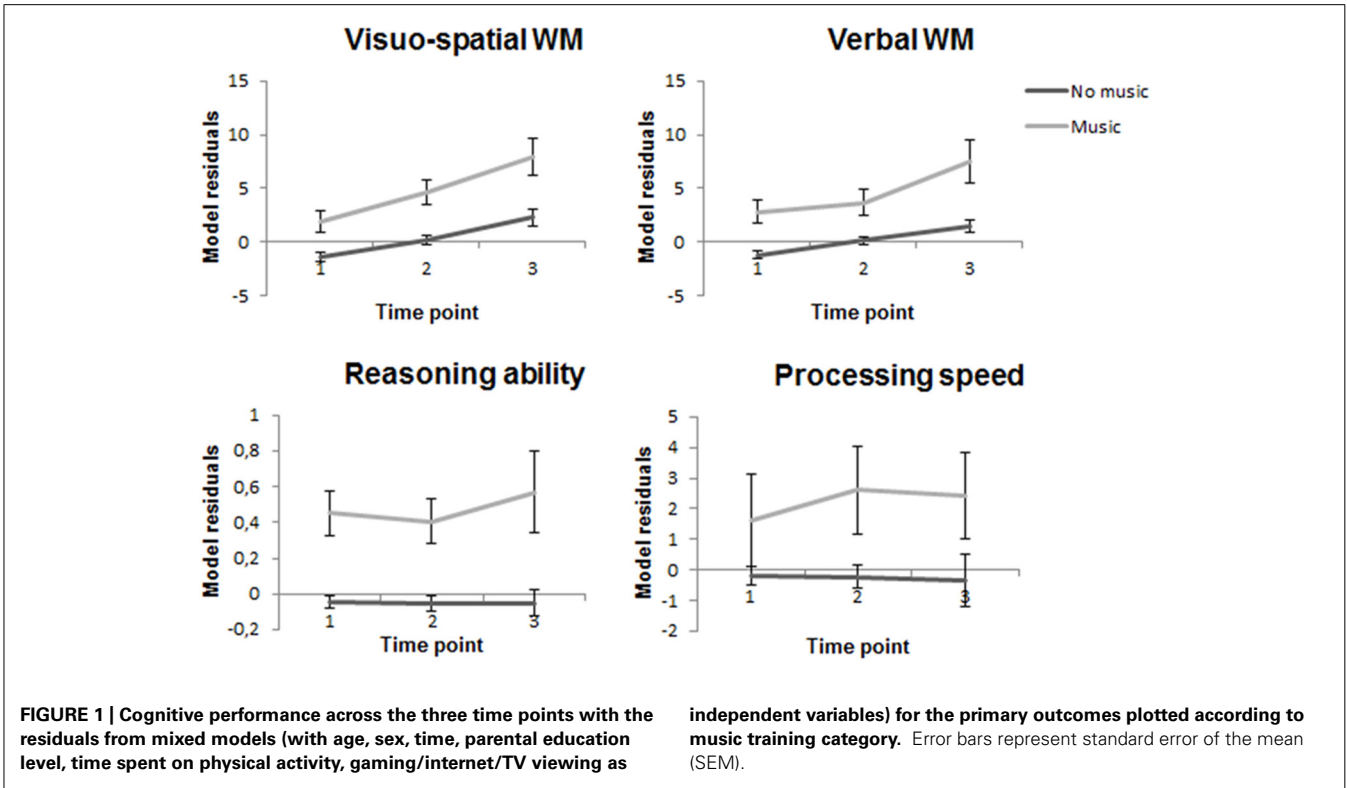 Visuo-spatial WM
Model residuals
15
10
5
0
-5
1 2 3
Time point
Verbal WM
Model residuals
15
10
5
0
-5
1 2 3
Time point
No music
Music
Reasoning ability
Model residuals
1
0,8
0,6
0,4
0,2
0
-0,2
1 2 3
Time point
Processing speed
Model residuals
5
4
3
2
1
0
-1
-2
1 2 3
Time point
FIGURE 1 | Cognitive performance across the three time points with the
residuals from mixed models (with age, sex, time, parental education
level, time spent on physical activity, gaming/internet/TV viewing as
independent variables) for the primary outcomes plotted according to
music training category. Error bars represent standard error of the mean
(SEM).